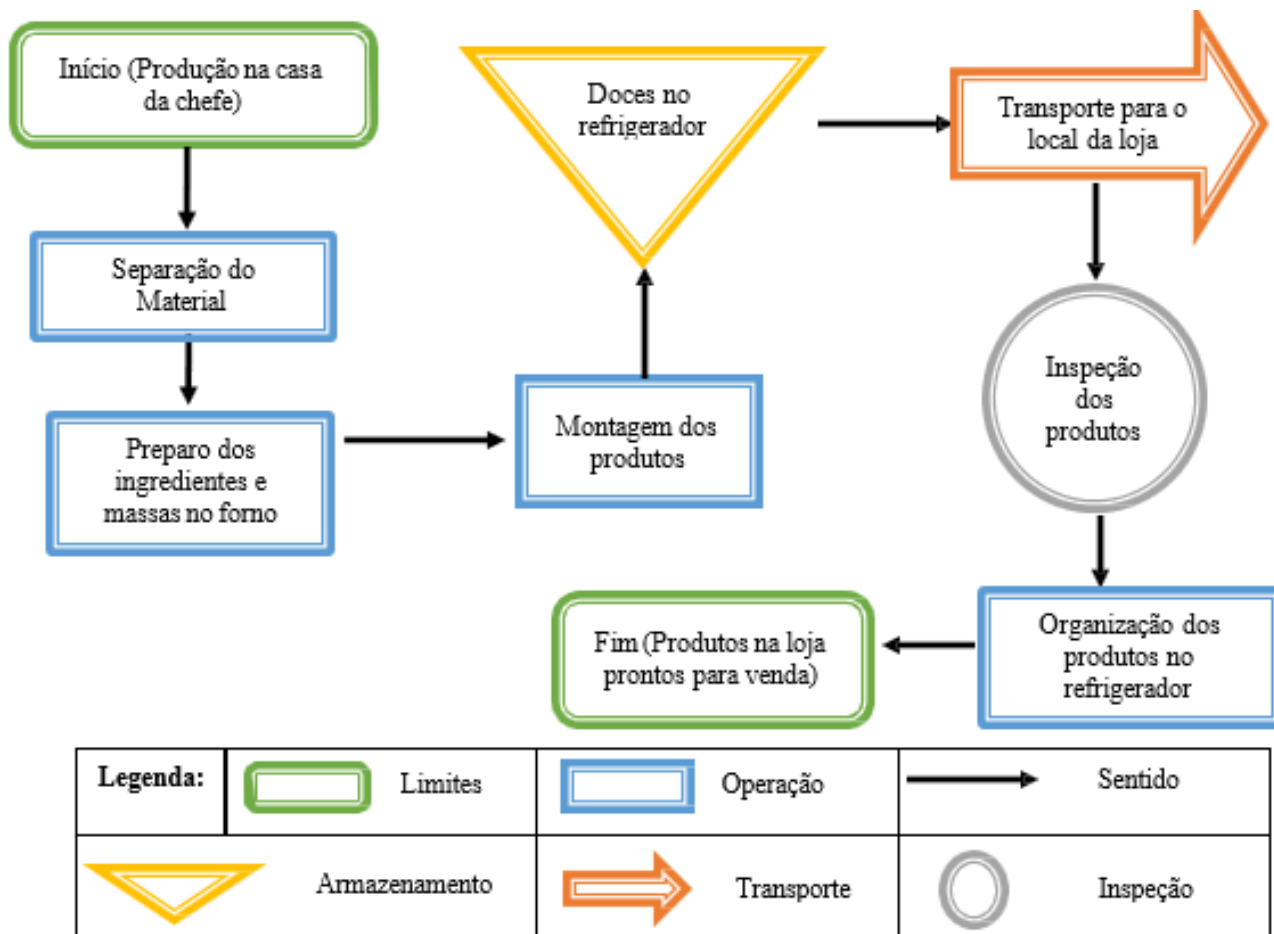 Início (Produção na casa
da chefe)
Separação do
Material
Preparo dos
ingredientes e
massas no forno
Montagem dos
produtos
Doces no
refrigerador
Transporte para o
local da loja
Inspeção
dos
produtos
Organização dos
produtos no
refrigerador
Fim (Produtos na loja
prontos para venda)
Legenda:
Limites
Operação
Sentido
Armazenamento
Transporte
Inspeção